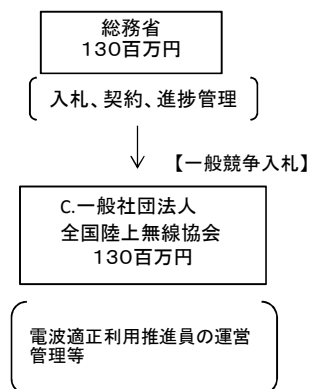 総務省
130百万円
入札、契約、進捗管理
【一般競争入札】
C.一般社団法人
全国陸上無線協会
130百万円
電波適正利用推進員の運営
管理等